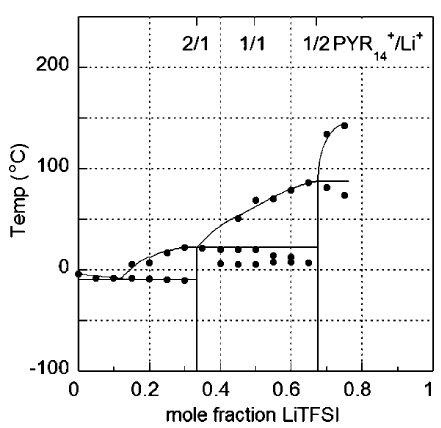 2/1 1/1 1/2 PYR₁₄⁺/Li⁺
200
100
0
-100
Temp (°C)
0 0.2 0.4 0.6 0.8 1
mole fraction LiTFSI